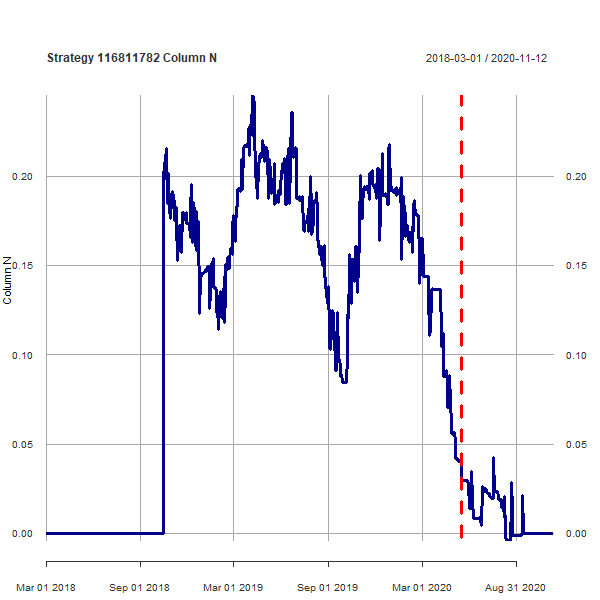 Strategy 116811782 Column N
2018-03-01 / 2020-11-12
Column N
0.20
0.15
0.10
0.05
0.00
0.20
0.15
0.10
0.05
0.00
Mar 01 2018
Sep 01 2018
Mar 01 2019
Sep 01 2019
Mar 01 2020
Aug 31 2020